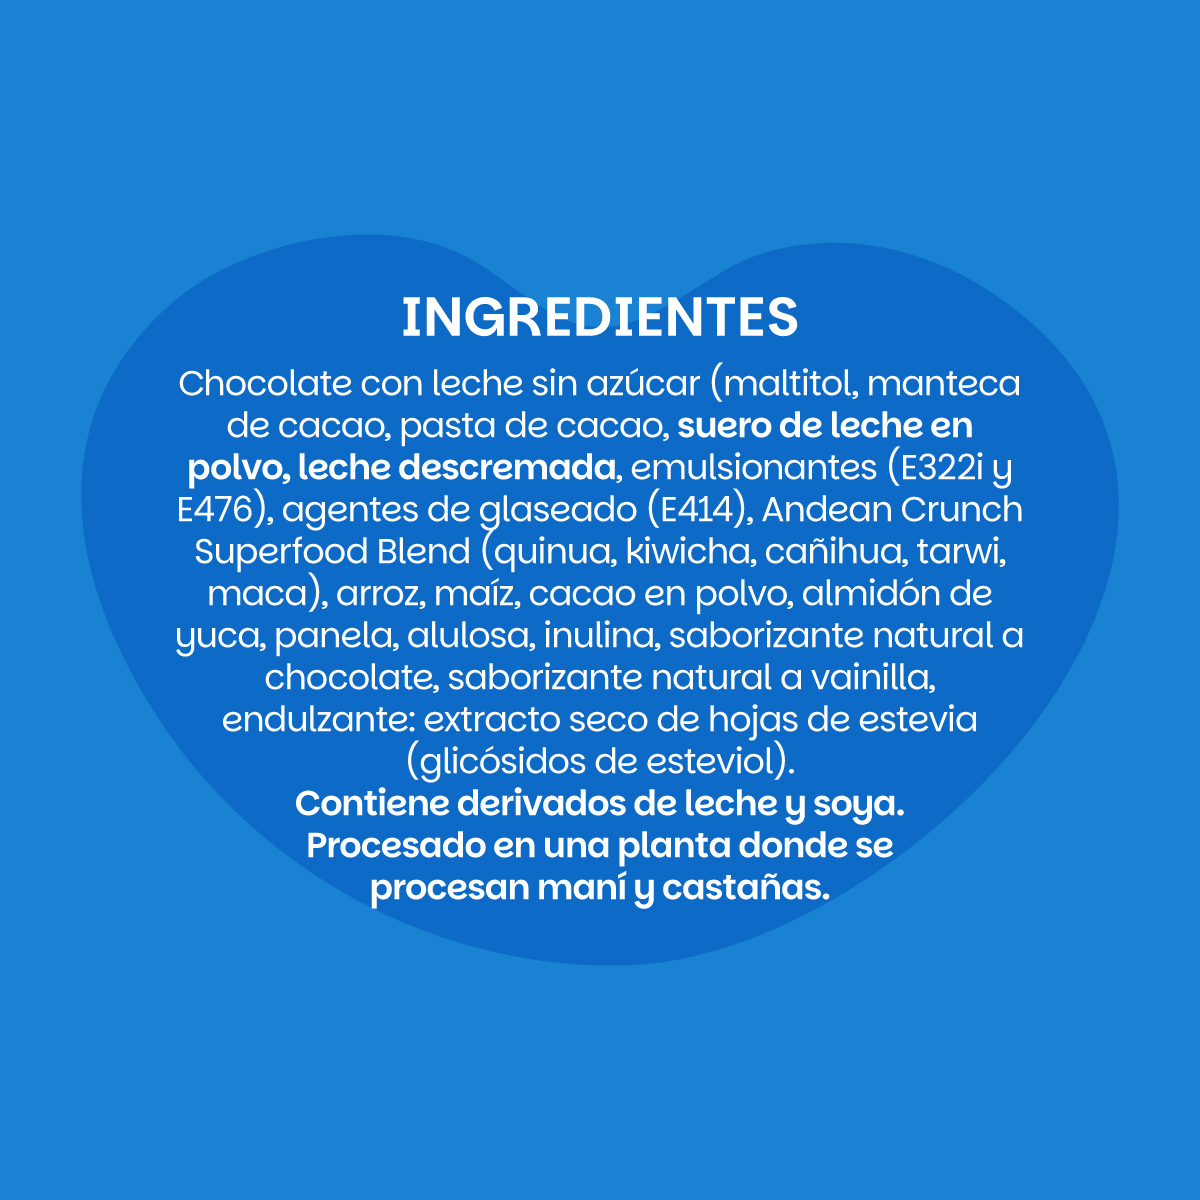 INGREDIENTES
Chocolate con leche sin azúcar (maltitol, manteca
de cacao, pasta de cacao, suero de leche en
polvo, leche descremada, emulsionantes (E322i y
E476), agentes de glaseado (E414), Andean Crunch
Superfood Blend (quinua, kiwicha, cañihua, tarwi,
maca), arroz, maíz, cacao en polvo, almidón de
yuca, panela, alulosa, inulina, saborizante natural a
chocolate, saborizante natural a vainilla,
endulzante: extracto seco de hojas de estevia
(glicósidos de esteviol).
Contiene derivados de leche y soya.
Procesado en una planta donde se
procesan maní y castañas.